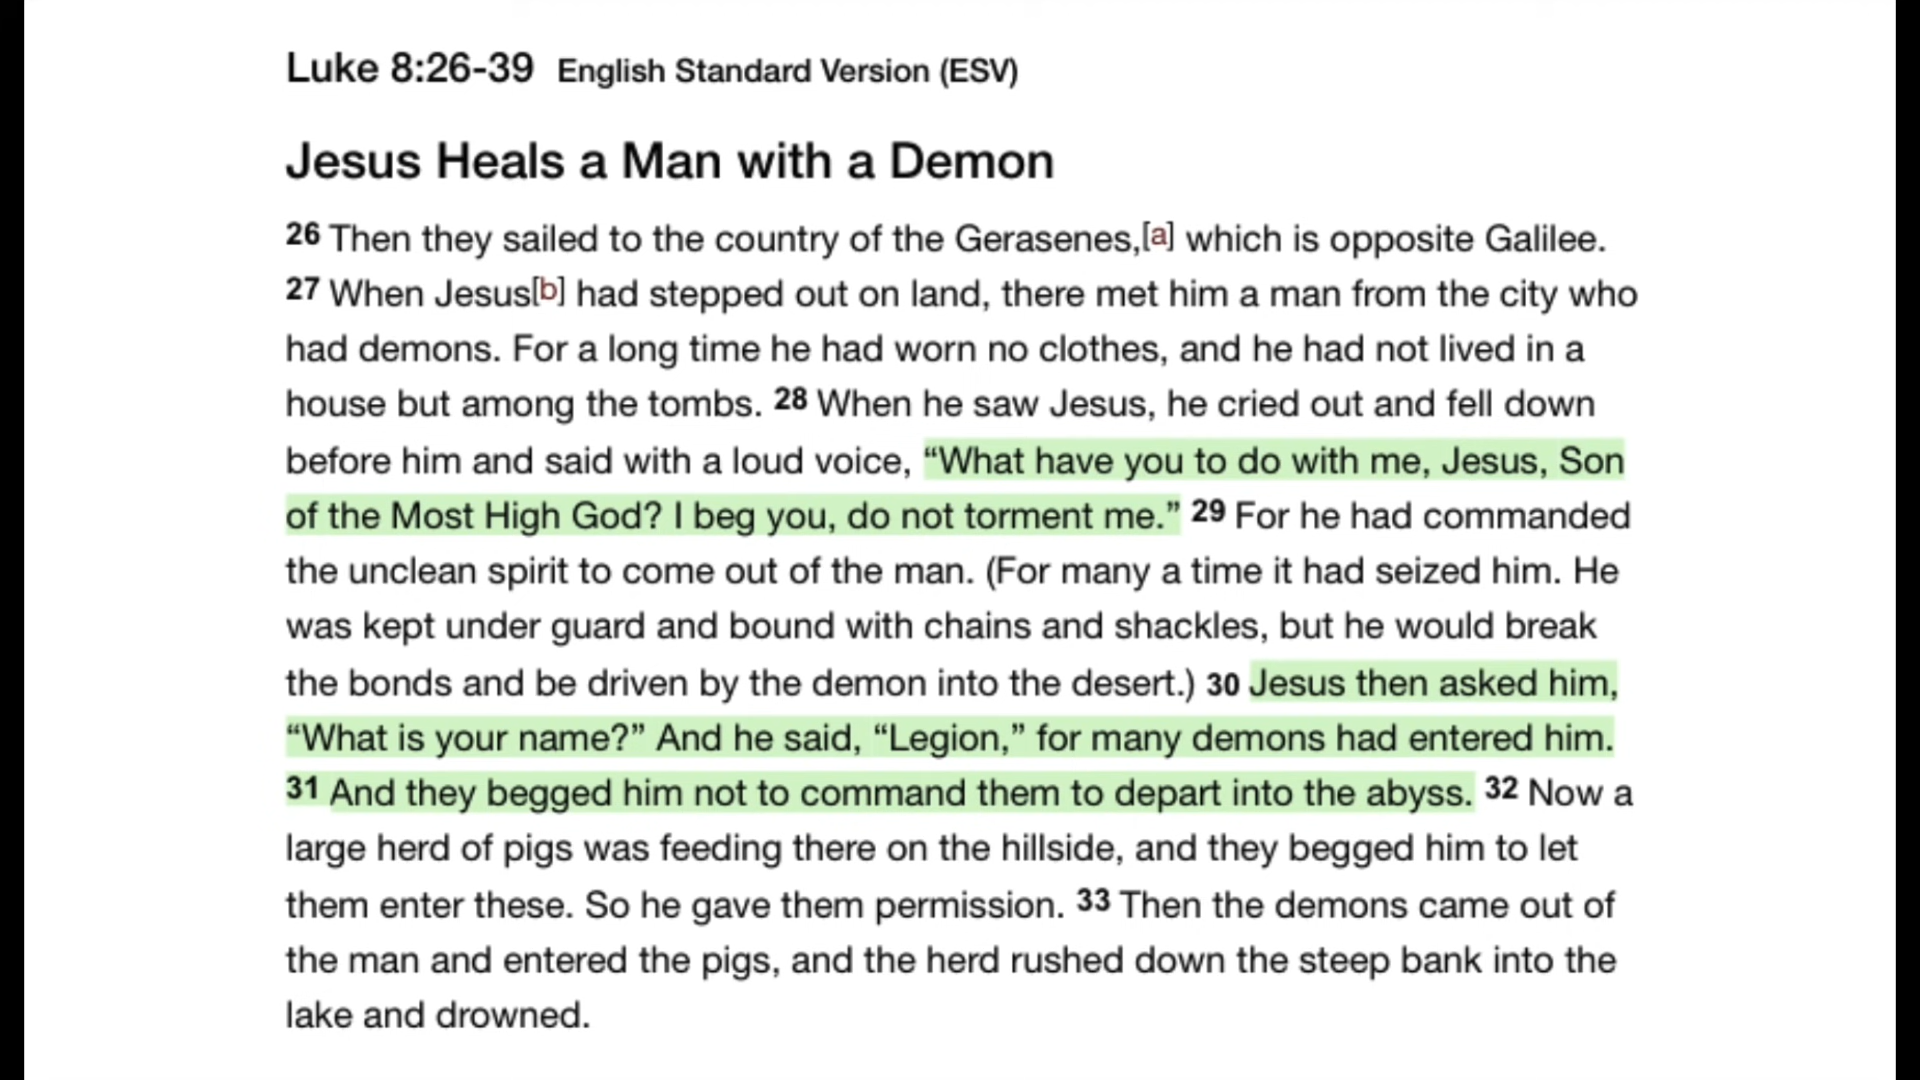 Luke 8:26-39 English Standard Version (ESV)
Jesus Heals a Man with a Demon
26 Then they sailed to the country of the Gerasenes,[a] which is opposite Galilee.
27 When Jesus[b] had stepped out on land, there met him a man from the city who
had demons. For a long time he had worn no clothes, and he had not lived in a
house but among the tombs. 28 When he saw Jesus, he cried out and fell down
before him and said with a loud voice, “What have you to do with me, Jesus, Son
of the Most High God? I beg you, do not torment me.” 29 For he had commanded
the unclean spirit to come out of the man. (For many a time it had seized him. He
was kept under guard and bound with chains and shackles, but he would break
the bonds and be driven by the demon into the desert.) 30 Jesus then asked him,
“What is your name?” And he said, “Legion,” for many demons had entered him.
31 And they begged him not to command them to depart into the abyss. 32 Now a
large herd of pigs was feeding there on the hillside, and they begged him to let
them enter these. So he gave them permission. 33 Then the demons came out of
the man and entered the pigs, and the herd rushed down the steep bank into the
lake and drowned.